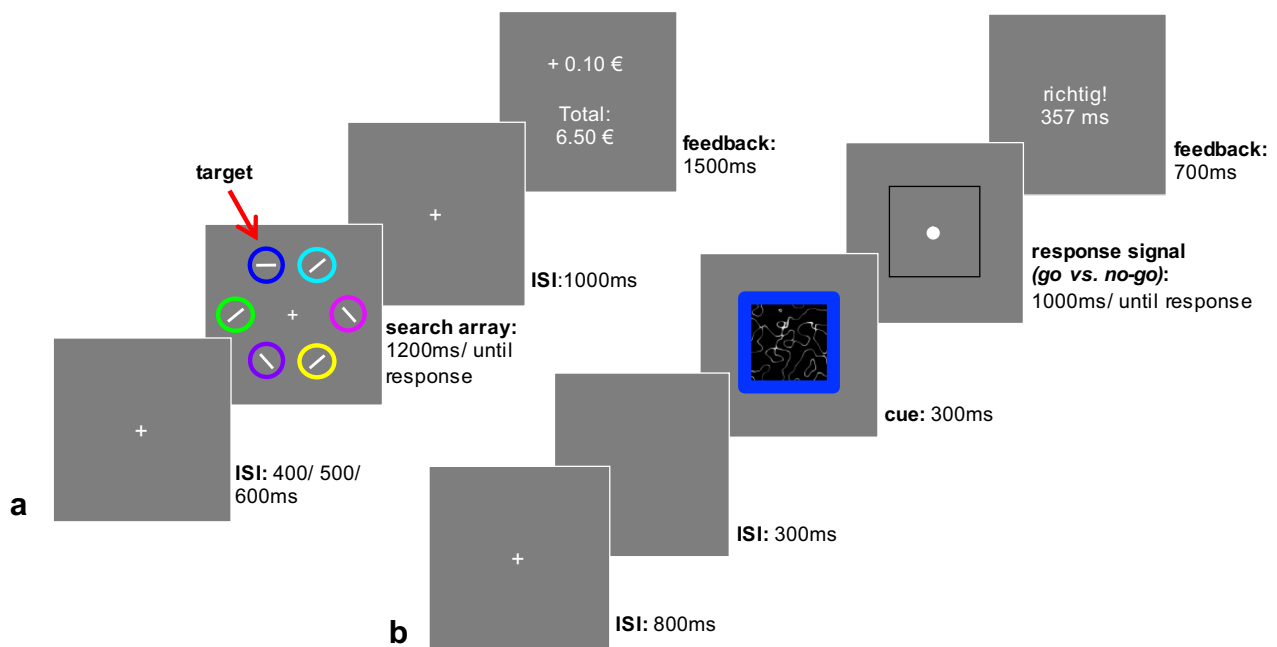 a
ISI: 400/ 500/
600ms
target
search array:
1200ms/ until
response
ISI:1000ms
+ 0.10 €
Total:
6.50 €
feedback:
1500ms
b
ISI: 800ms
ISI: 300ms
cue: 300ms
response signal
(go vs. no-go):
1000ms/ until response
richtig!
357 ms
feedback:
700ms